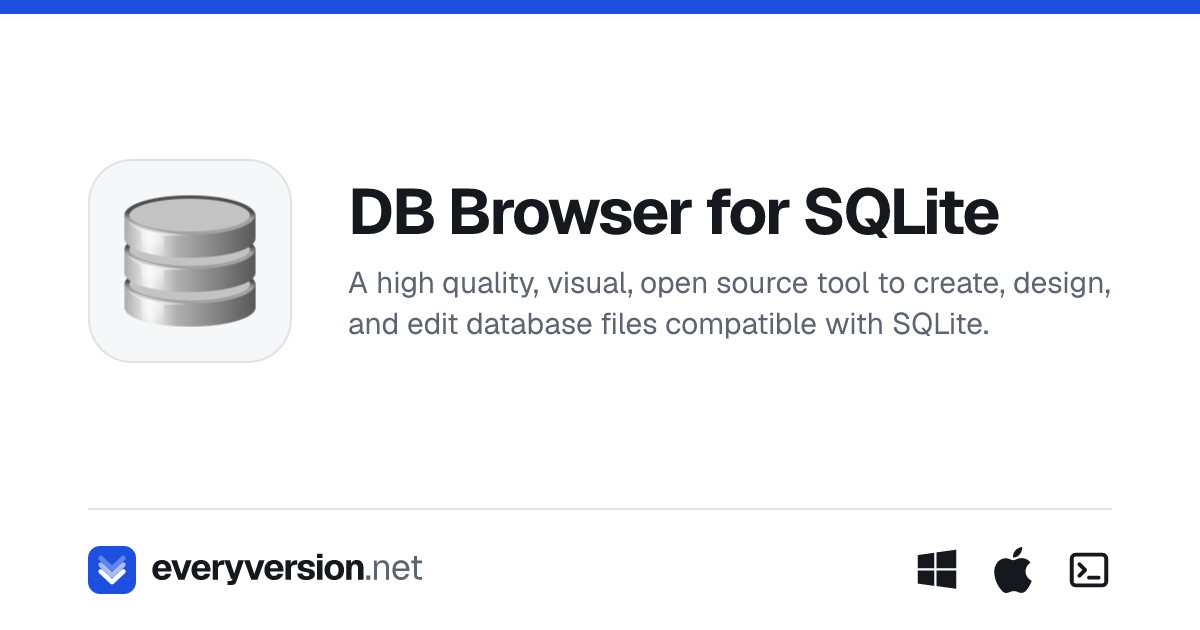 DB Browser for SQLite
A high quality, visual, open source tool to create, design,
and edit database files compatible with SQLite.
everyversion.net